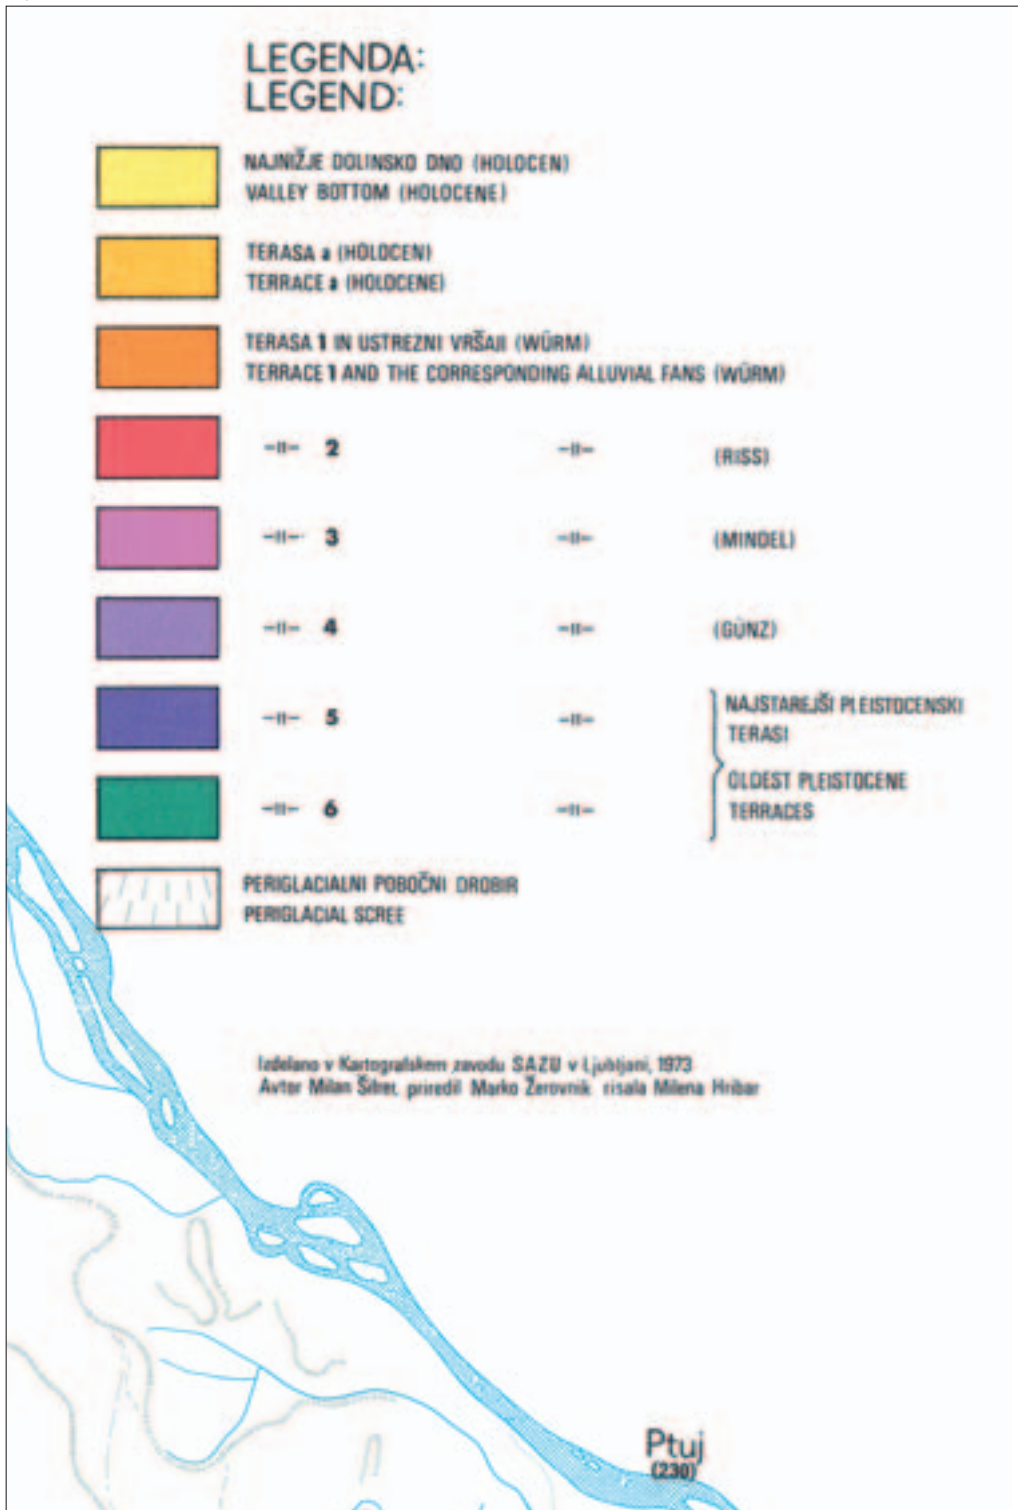 LEGENDA:
LEGEND:
NAJNIŽJE DOLINSKO DNO (HOLOCEN)
VALLEY BOTTOM (HOLOCENE)
TERASA a (HOLOCEN)
TERRACE a (HOLOCENE)
TERASA 1 IN USTREZNI VRŠAJI (WÜRM)
TERRACE 1 AND THE CORRESPONDING ALLUVIAL FANS (WÜRM)
-II- 2 -II- (RISS)
-II- 3 -II- (MINDEL)
-II- 4 -II- (GÜNZ)
-II- 5 -II-
-II- 6 -II-
NAJSTAREJŠI PLEISTOCENSKI
TERASI
OLDEST PLEISTOCENE
TERRACES
PERIGLACIALNI POBOČNI DROBIR
PERIGLACIAL SCREE
Izdelano v Kartografskem zavodu SAZU v Ljubljani, 1973
Avtor Milan Šifrer, priredil Marko Žerovnik risala Milena Hribar
Ptuj
(230)